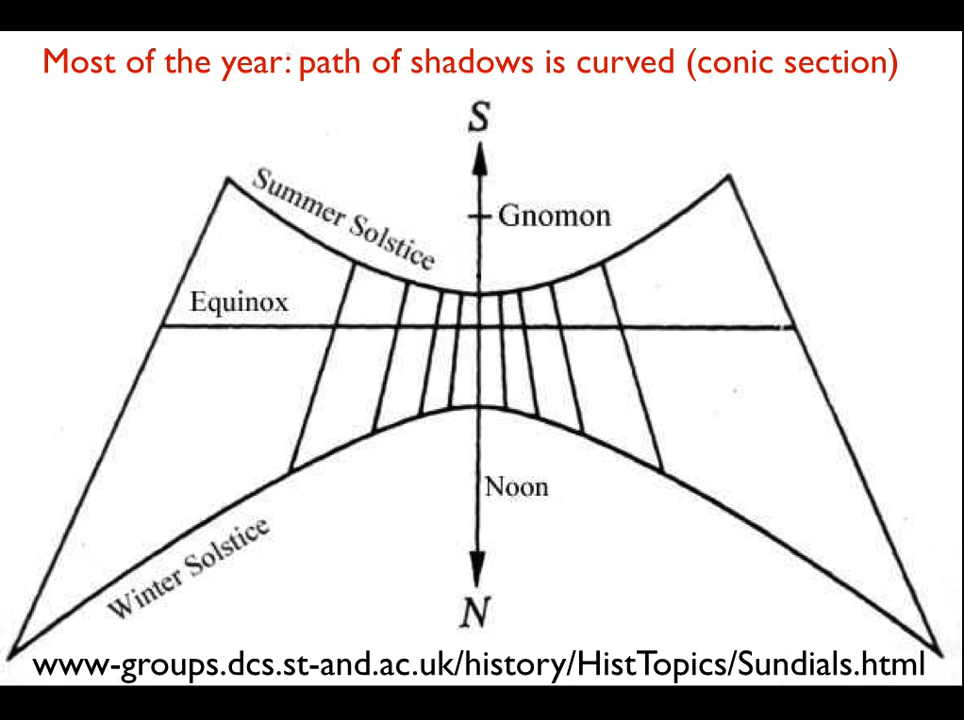 Most of the year: path of shadows is curved (conic section)
S
Summer Solstice
Gnomon
Equinox
Noon
Winter Solstice
N
www-groups.dcs.st-and.ac.uk/history/HistTopics/Sundials.html